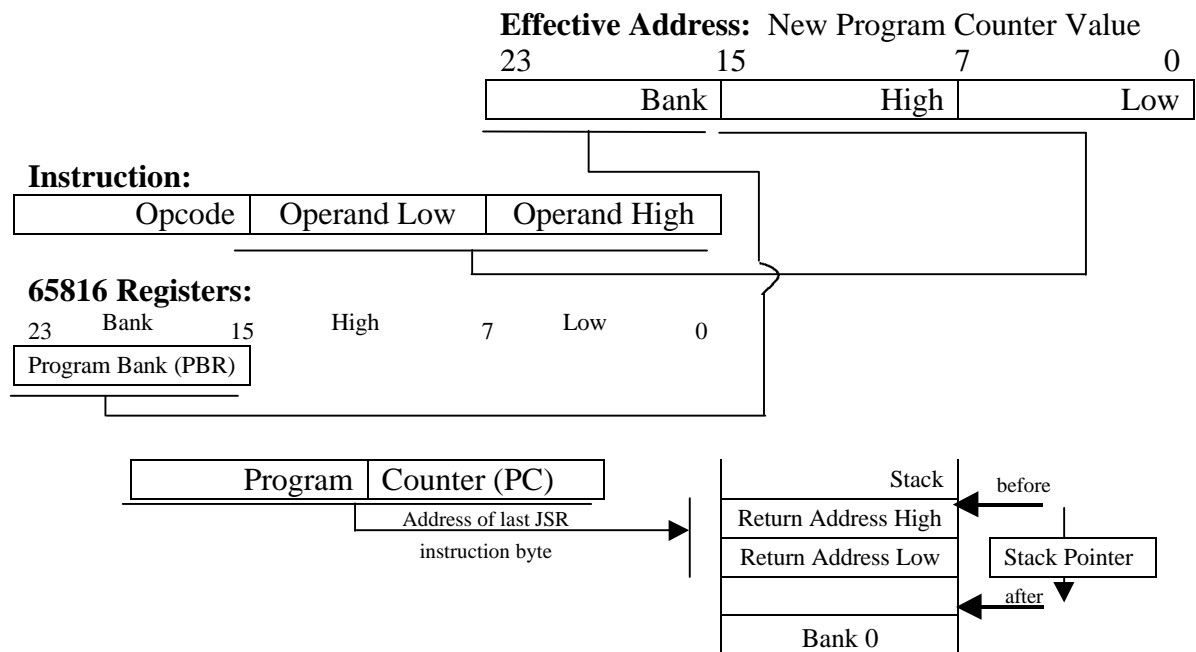 Effective Address: New Program Counter Value
23 15 7 0
Bank High Low
Instruction:
Opcode Operand Low Operand High
65816 Registers:
23 Bank 15 High 7 Low 0
Program Bank (PBR)
Program Counter (PC)
Address of last JSR
instruction byte
Stack
before
Return Address High
Return Address Low
Stack Pointer
after
Bank 0